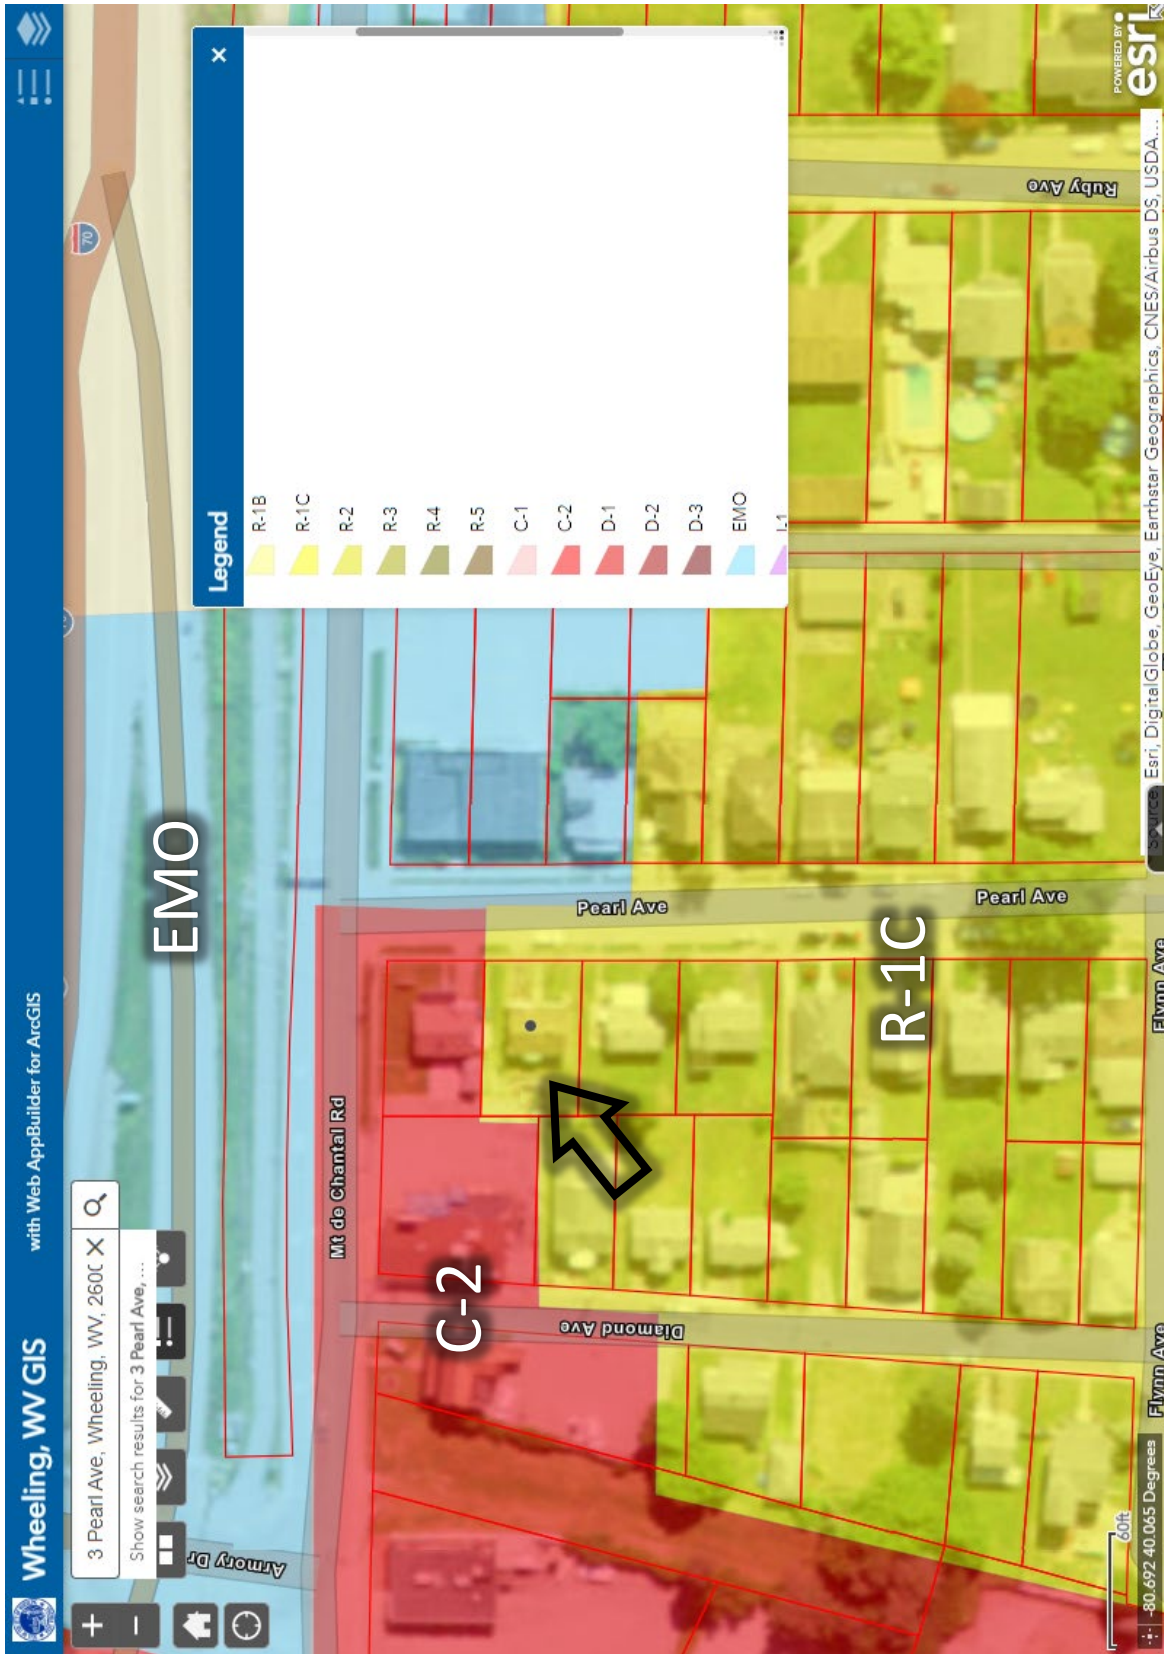 Wheeling, WV GIS
with Web AppBuilder for ArcGIS
3 Pearl Ave, Wheeling, WV, 260
Show search results for 3 Pearl Ave, ...
70
EMO
Legend
R-1B
R-1C
R-2
R-3
R-4
R-5
C-1
C-2
D-1
D-2
D-3
EMO
Armory Dr
Mt de Chantal Rd
C-2
Diamond Ave
Pearl Ave
Pearl Ave
R-1C
Ruby Ave
Flynn Ave
Flynn Ave
60ft
-80.692 40.065 Degrees
Source: Esri, DigitalGlobe, GeoEye, Earthstar Geographics, CNES/Airbus DS, USDA...
POWERED BY
esri